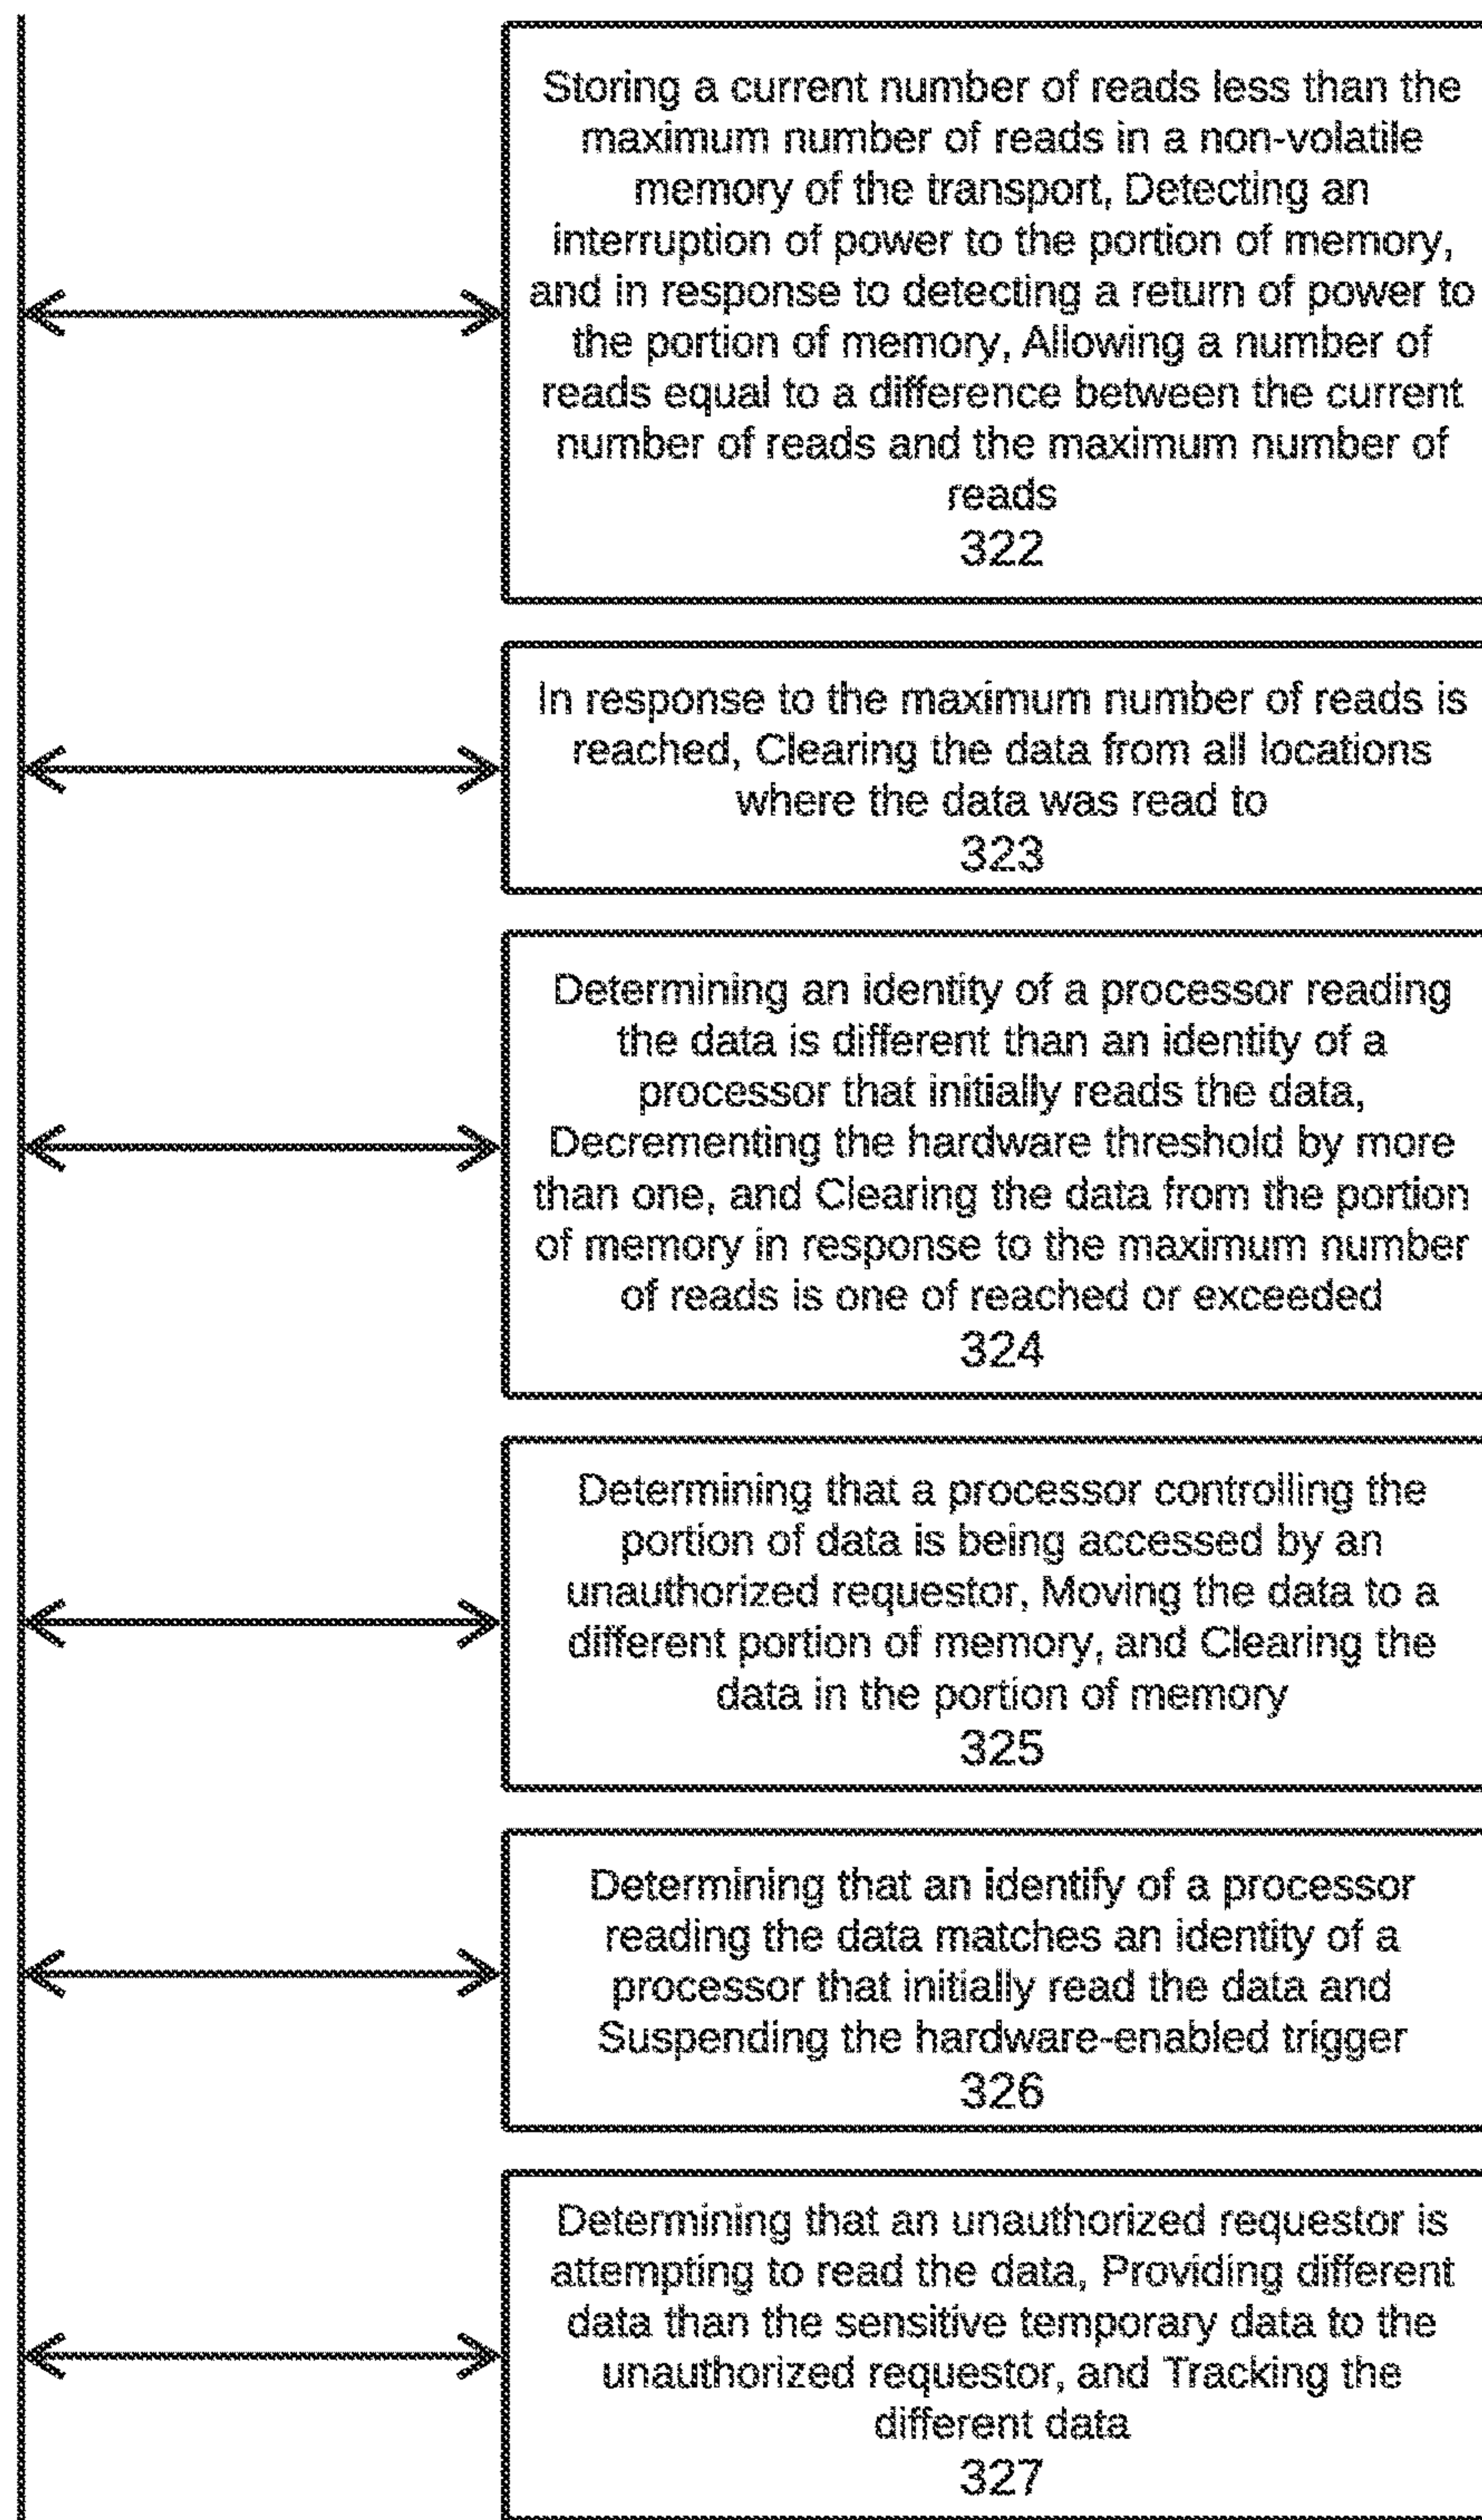 Storing a current number of reads less than the
maximum number of reads in a non-volatile
memory of the transport, Detecting an
interruption of power to the portion of memory,
and in response to detecting a return of power to
the portion of memory, Allowing a number of
reads equal to a difference between the current
number of reads and the maximum number of
reads
322
In response to the maximum number of reads is
reached, Clearing the data from all locations
where the data was read to
323
Determining an identity of a processor reading
the data is different than an identity of a
processor that initially reads the data,
Decrementing the hardware threshold by more
than one, and Clearing the data from the portion
of memory in response to the maximum number
of reads is one of reached or exceeded
324
Determining that a processor controlling the
portion of data is being accessed by an
unauthorized requestor, Moving the data to a
different portion of memory, and Clearing the
data in the portion of memory
325
Determining that an identify of a processor
reading the data matches an identity of a
processor that initially read the data and
Suspending the hardware-enabled trigger
326
Determining that an unauthorized requestor is
attempting to read the data, Providing different
data than the sensitive temporary data to the
unauthorized requestor, and Tracking the
different data
327